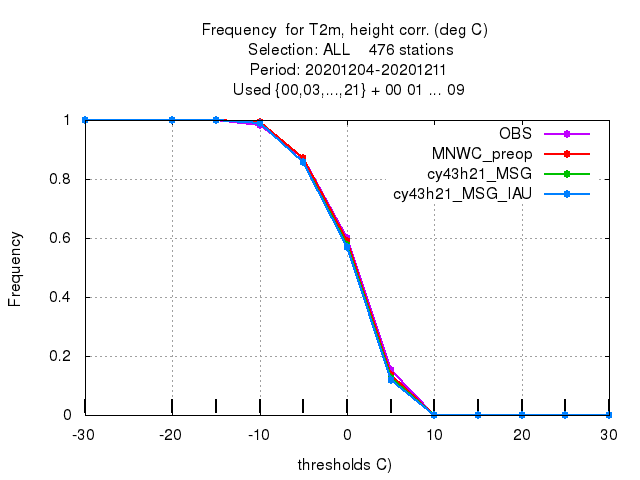 Frequency  for T2m, height corr. (deg C)
Selection: ALL    476 stations
Period: 20201204-20201211
Used {00,03,...,21} + 00 01 ... 09
OBS
MNWC_preop
cy43h21_MSG
cy43h21_MSG_IAU
Frequency
1
0.8
0.6
0.4
0.2
0
-30 -20 -10 0 10 20 30
thresholds C)